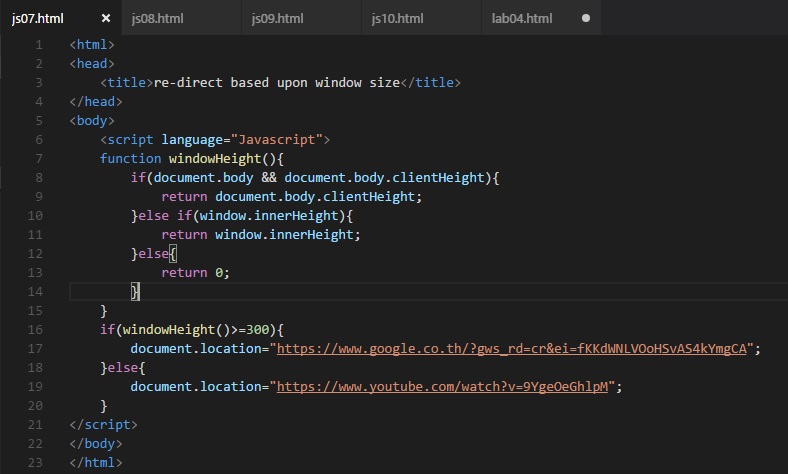 js07.html × js08.html js09.html js10.html lab04.html
1 <html>
2 <head>
3 <title>re-direct based upon window size</title>
4 </head>
5 <body>
6 <script language="Javascript">
7 function windowHeight(){
8 if(document.body && document.body.clientHeight){
9 return document.body.clientHeight;
10 }else if(window.innerHeight){
11 return window.innerHeight;
12 }else{
13 return 0;
14 }
15 }
16 if(windowHeight()>=300){
17 document.location="https://www.google.co.th/?gws_rd=cr&ei=fKKdWNLVOoHSvAS4kYmgCA";
18 }else{
19 document.location="https://www.youtube.com/watch?v=9YgeOeGhlpM";
20 }
21 </script>
22 </body>
23 </html>